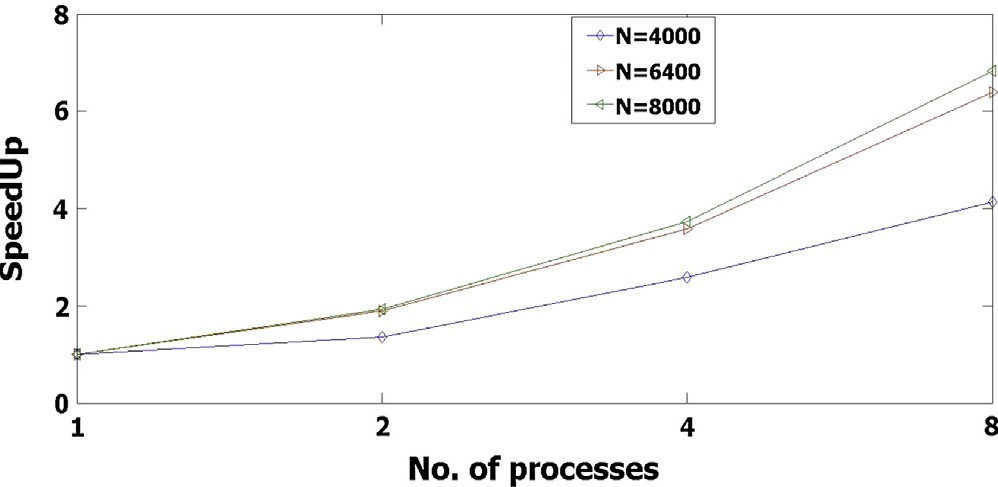 8
6
4
2
0
SpeedUp
N=4000
N=6400
N=8000
1 2 4 8
No. of processes